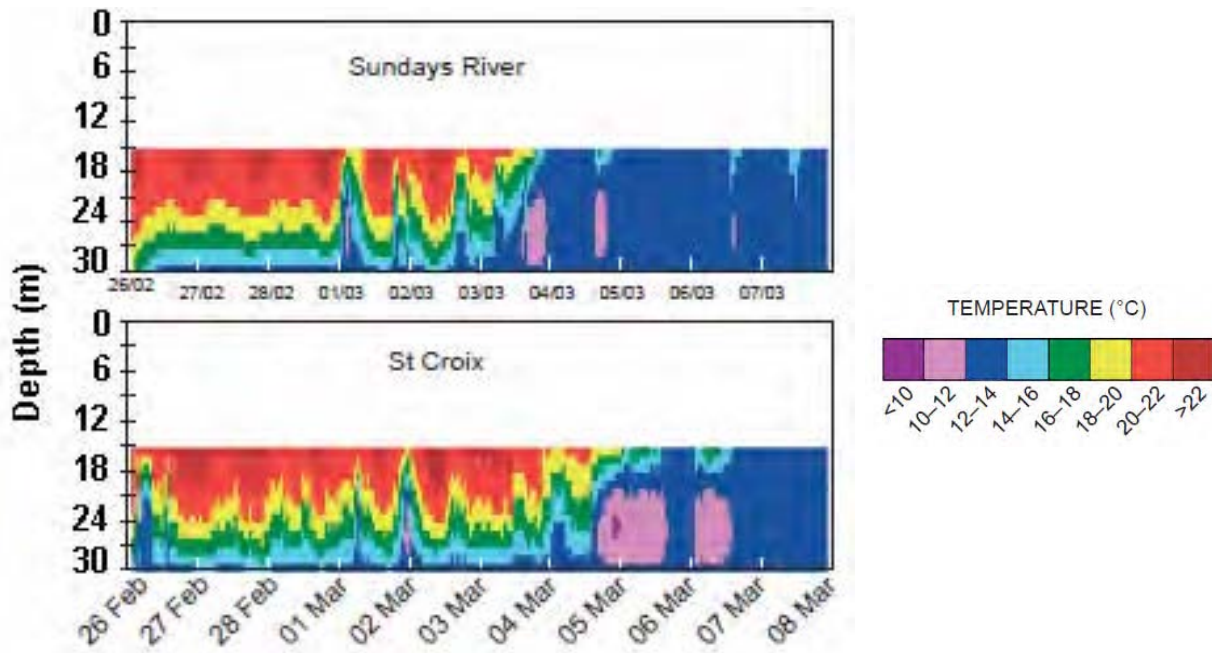 0
6
12
18
24
30
Sundays River
26/02 27/02 28/02 01/03 02/03 03/03 04/03 05/03 06/03 07/03
Depth (m)
0
6
12
18
24
30
St Croix
26 Feb 27 Feb 28 Feb 01 Mar 02 Mar 03 Mar 04 Mar 05 Mar 06 Mar 07 Mar 08 Mar
TEMPERATURE (°C)
<10 10–12 12–14 14–16 16–18 18–20 20–22 >22